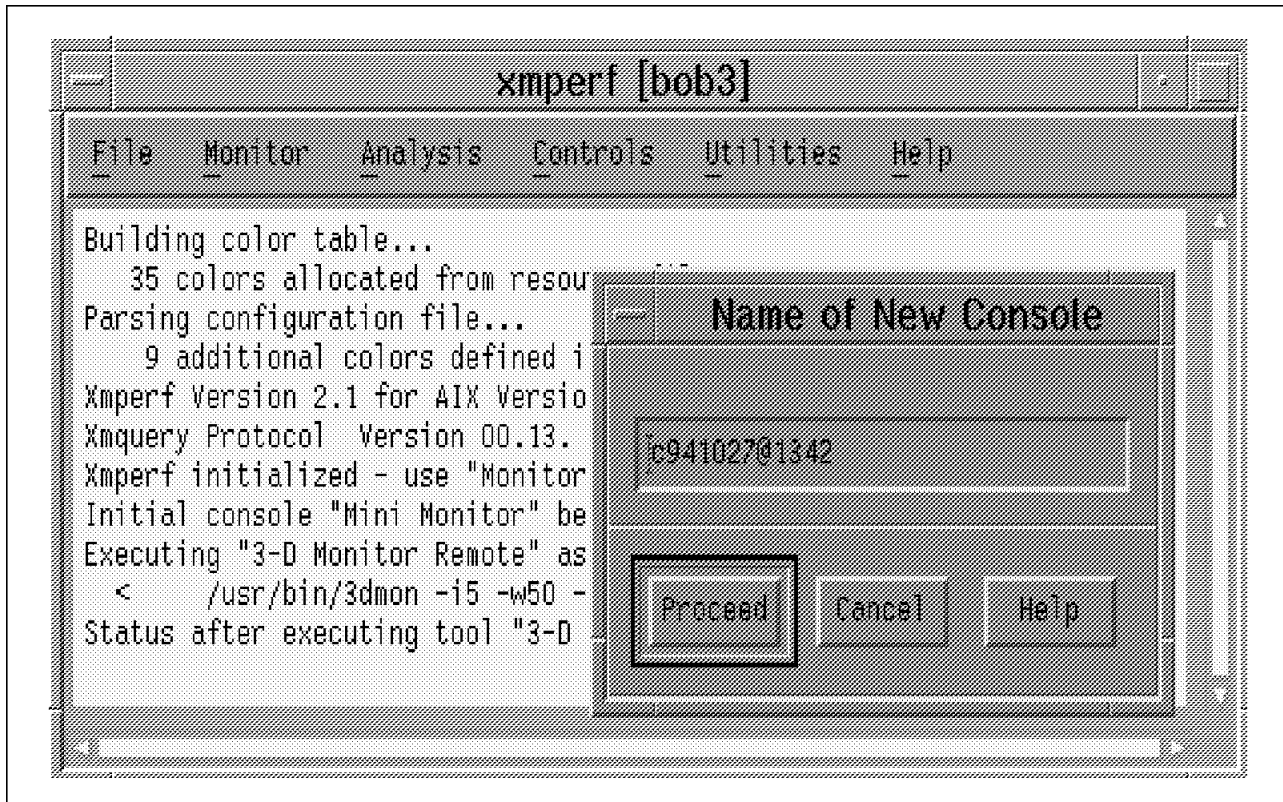 xmperf [bob3]
File Monitor Analysis Controls Utilities Help
Building color table...
35 colors allocated from resour
Parsing configuration file...
9 additional colors defined i
Xmperf Version 2.1 for AIX Versio
Xmquery Protocol Version 00.13.
Xmperf initialized - use "Monitor
Initial console "Mini Monitor" be
Executing "3-D Monitor Remote" as
< /usr/bin/3dmon -i5 -w50 -
Status after executing tool "3-D
Name of New Console
c941027@1342
Proceed Cancel Help